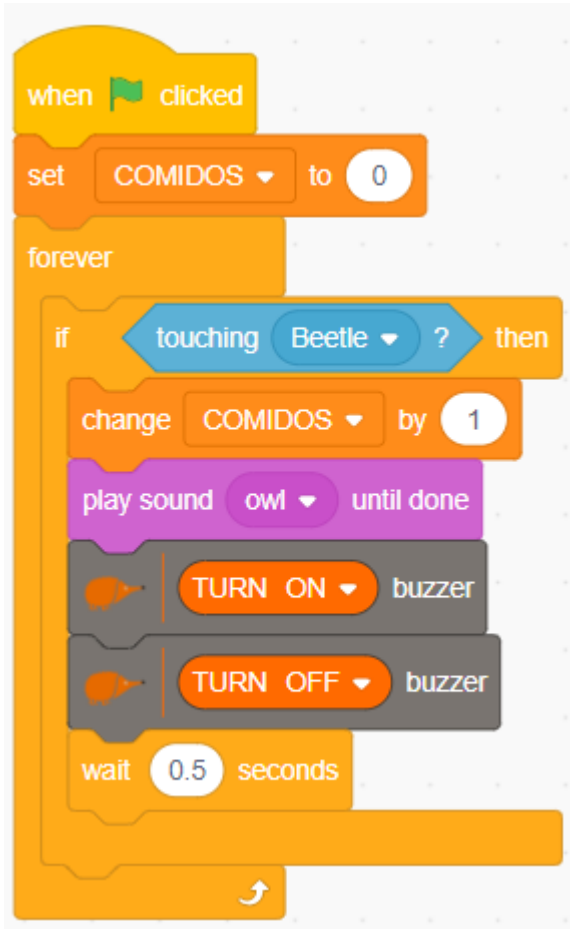 when clicked
set COMIDOS to 0
forever
if touching Beetle ? then
change COMIDOS by 1
play sound owl until done
TURN ON buzzer
TURN OFF buzzer
wait 0.5 seconds